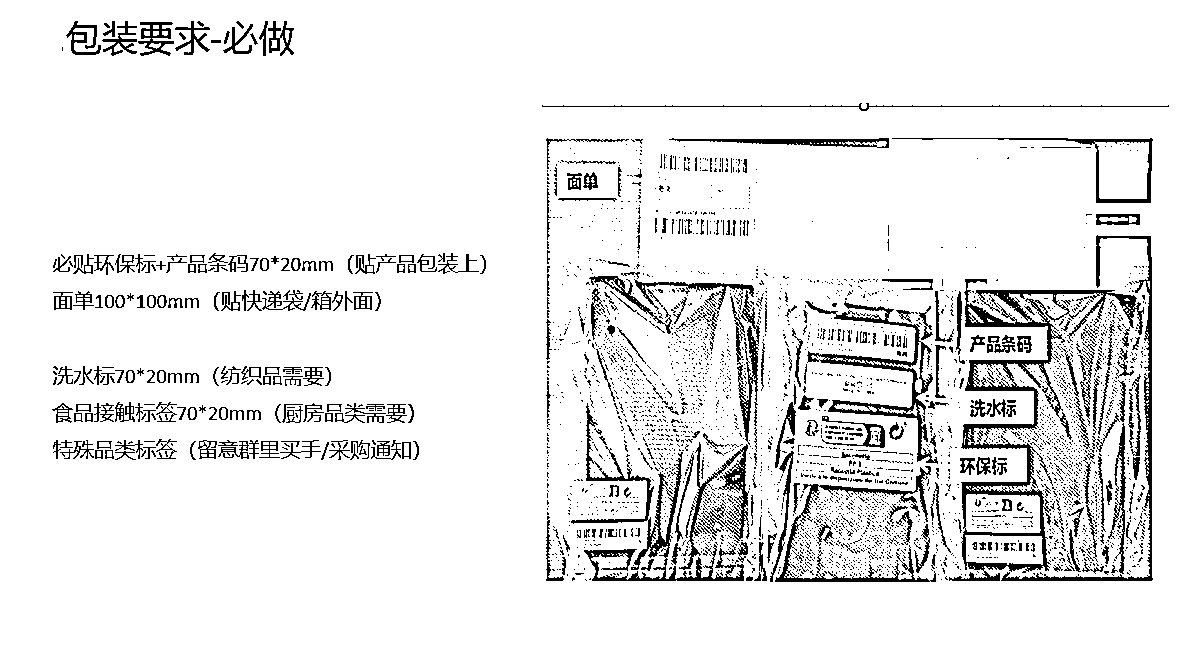 包装要求-必做
必贴环保标+产品条码70*20mm（贴产品包装上）
面单100*100mm（贴快递袋/箱外面）
洗水标70*20mm（纺织品需要）
食品接触标签70*20mm（厨房品类需要）
特殊品类标签（留意群里买手/采购通知）
面单
产品条码
洗水标
环保标